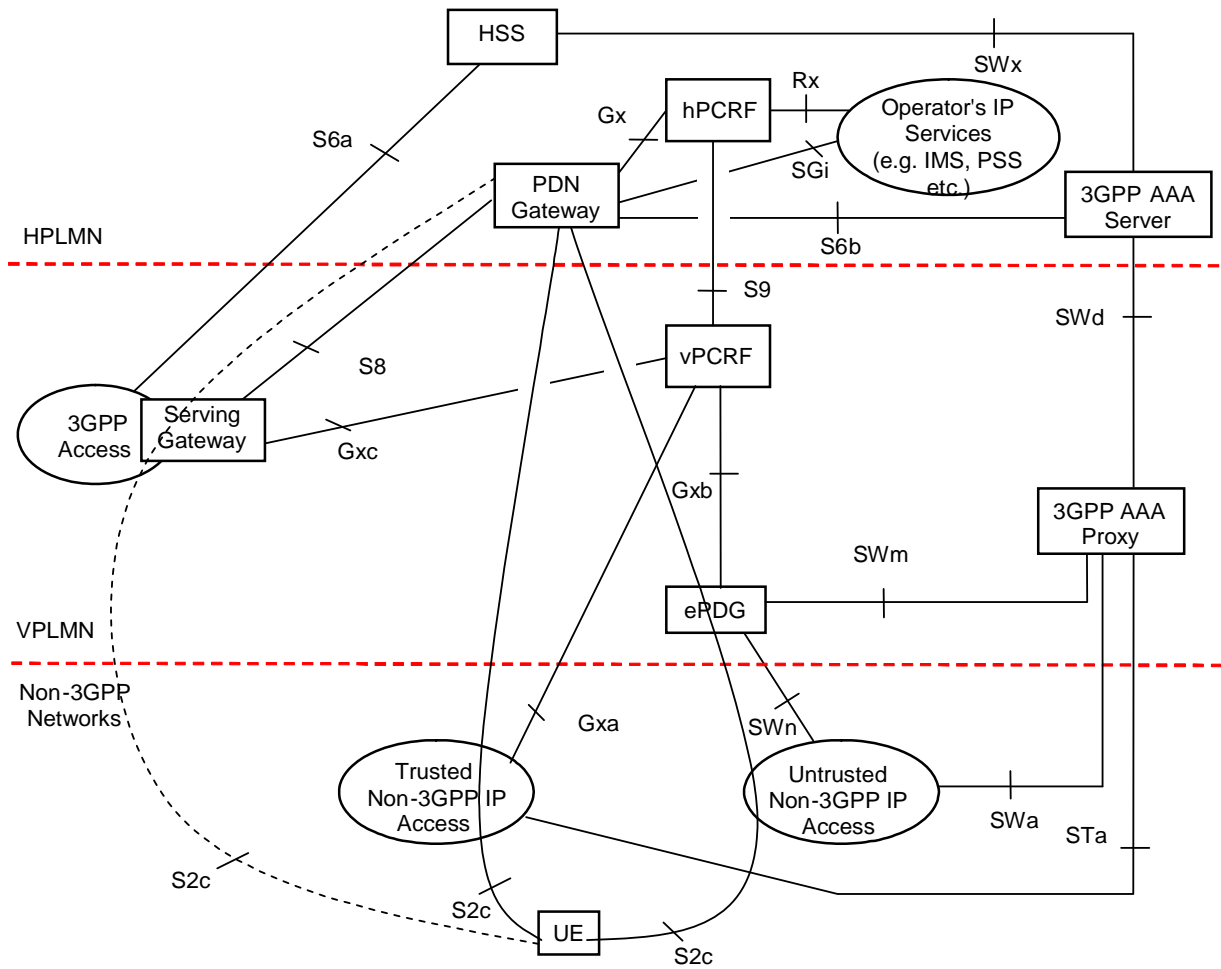 HSS
SWx
Rx
Gx
hPCRF
Operator's IP
Services
(e.g. IMS, PSS
etc.)
S6a
SGi
PDN
Gateway
3GPP AAA
Server
HPLMN
S6b
S9
SWd
vPCRF
S8
3GPP
Access
Serving
Gateway
Gxc
Gxb
3GPP AAA
Proxy
SWm
ePDG
VPLMN
Non-3GPP
Networks
Gxa
SWn
Trusted
Non-3GPP IP
Access
Untrusted
Non-3GPP IP
Access
SWa
STa
S2c
S2c
UE
S2c